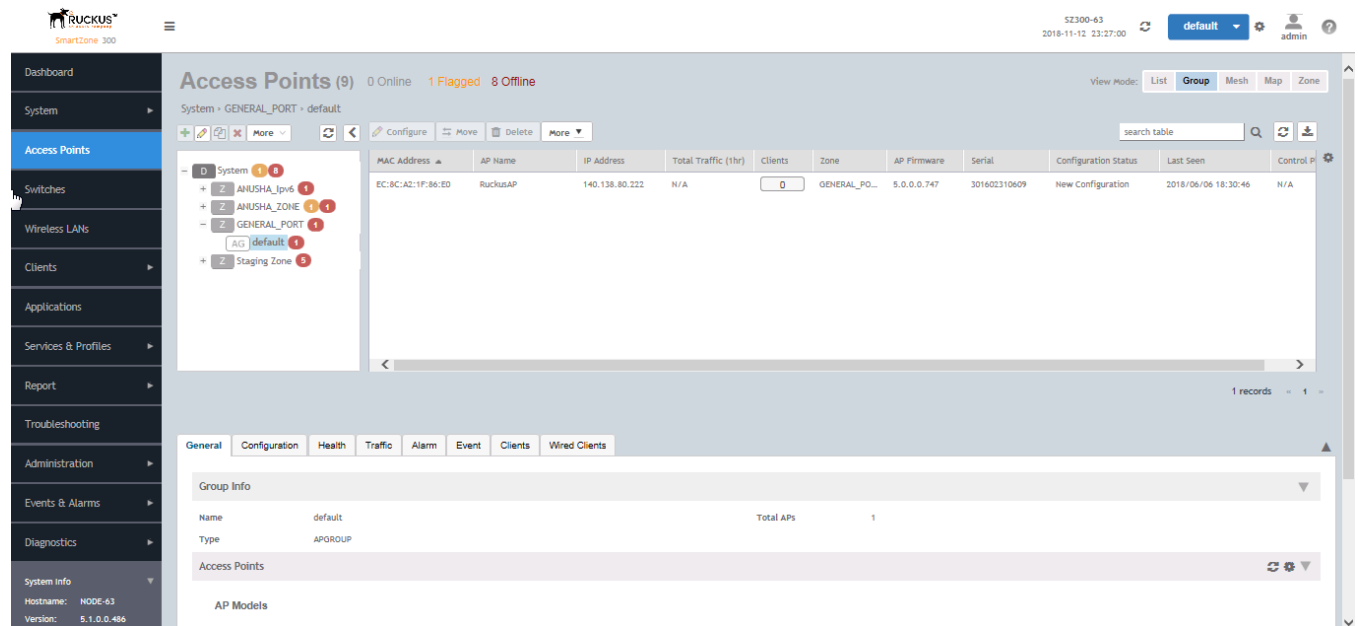 RUCKUS™
SmartZone 300
SZ300-63
2018-11-12 23:27:00
default
admin
Dashboard
System
Access Points
Switches
Wireless LANs
Clients
Applications
Services & Profiles
Report
Troubleshooting
Administration
Events & Alarms
Diagnostics
System Info
Hostname: NODE-63
Version: 5.1.0.0.486
Access Points (9) 0 Online 1 Flagged 8 Offline
View Mode: List Group Mesh Map Zone
System GENERAL_PORT default
More Configure Move Delete More search table
D System 1 8
Z ANUSHA_Ipv6 1
Z ANUSHA_ZONE 1 1
Z GENERAL_PORT 1
AG default 1
Z Staging Zone 5
MAC Address AP Name IP Address Total Traffic (1hr) Clients Zone AP Firmware Serial Configuration Status Last Seen Control P
EC:8C:A2:1F:86:E0 RuckusAP 140.138.80.222 N/A 0 GENERAL_PO... 5.0.0.0.747 301602310609 New Configuration 2018/06/06 18:30:46 N/A
1 records « 1 »
General Configuration Health Traffic Alarm Event Clients Wired Clients
Group Info
Name default Total APs 1
Type APGROUP
Access Points
AP Models